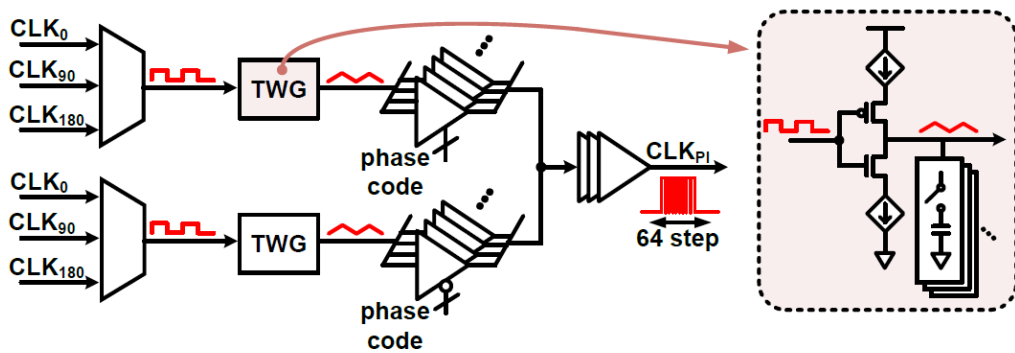 CLK0
CLK90
CLK180
TWG
phase
code
CLK0
CLK90
CLK180
TWG
phase
code
CLKPI
64 step